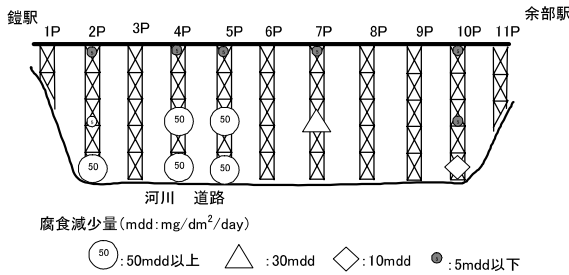 鎧駅
余部駅
1P 2P 3P 4P 5P 6P 7P 8P 9P 10P 11P
50 50
50 50 50
河川 道路
腐食減少量(mdd:mg/dm²/day)
50 :50mdd以上 :30mdd :10mdd 5 :5mdd以下